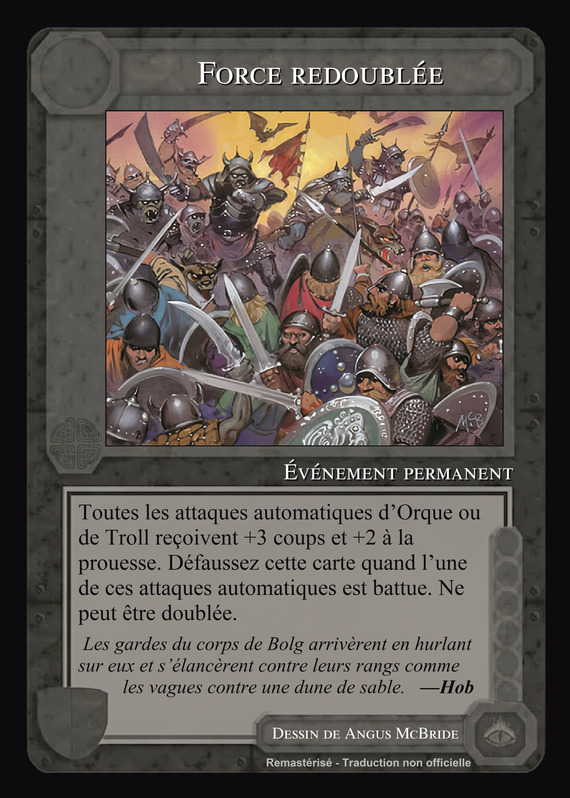 Force redoublée
McB
Événement permanent
Toutes les attaques automatiques d’Orque ou
de Troll reçoivent +3 coups et +2 à la
prouesse. Défaussez cette carte quand l’une
de ces attaques automatiques est battue. Ne
peut être doublée.
Les gardes du corps de Bolg arrivèrent en hurlant
sur eux et s’élancèrent contre leurs rangs comme
les vagues contre une dune de sable. —Hob
Dessin de Angus McBride
Remastérisé - Traduction non officielle